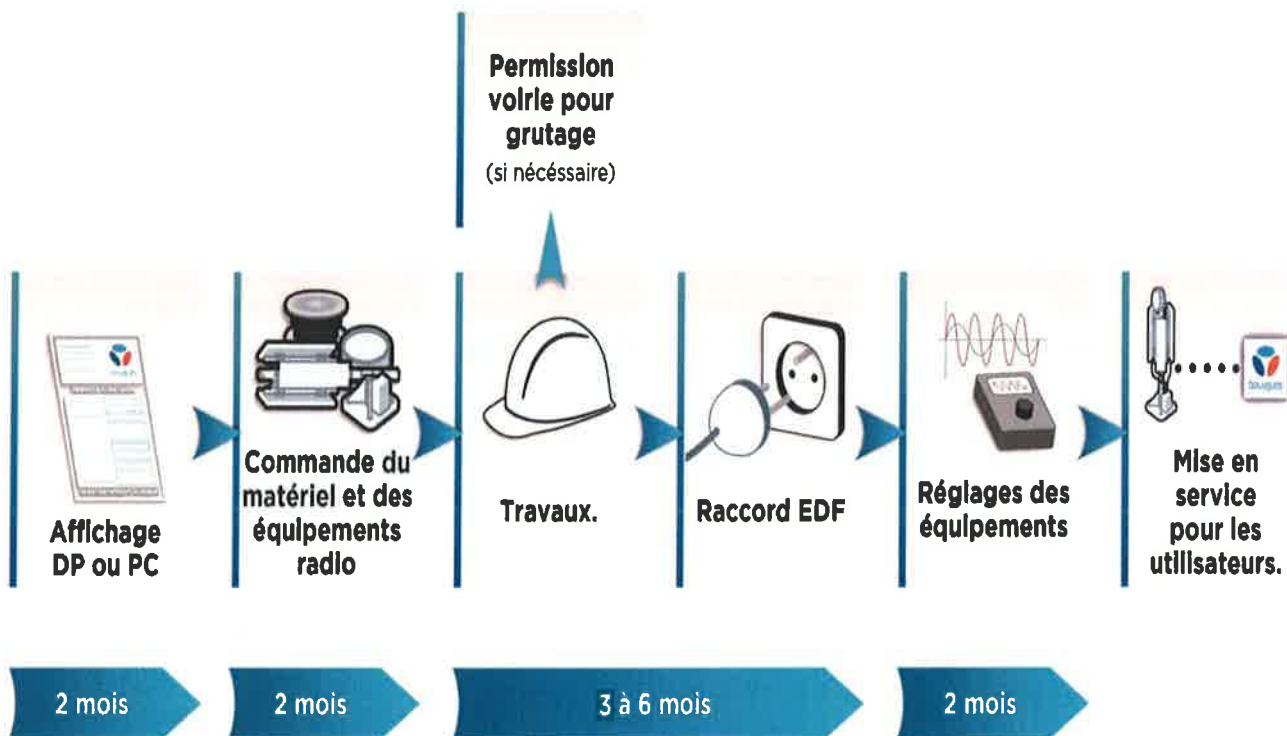 Permission
voirie pour
grutage
(si nécéssaire)
Affichage
DP ou PC
Commande du
matériel et des
équipements
radio
Travaux.
Raccord EDF
Réglages des
équipements
bouygues
Mise en
service
pour les
utilisateurs.
2 mois
2 mois
3 à 6 mois
2 mois